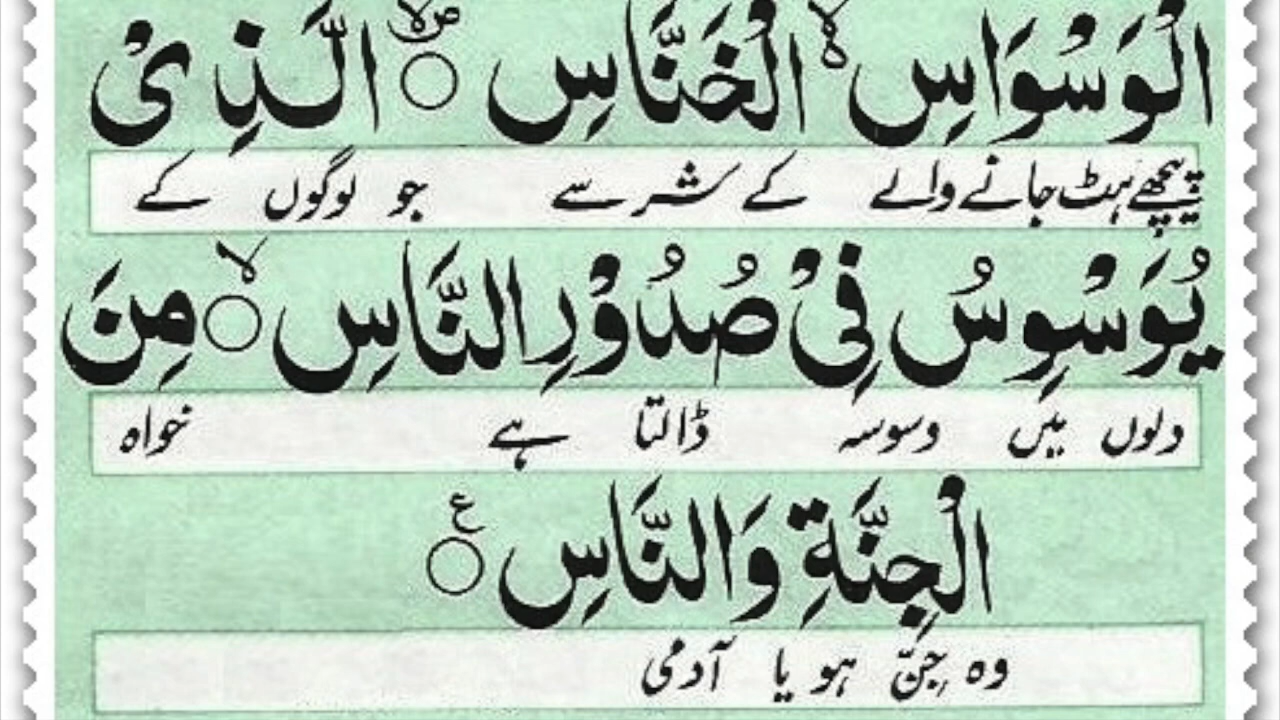 الْوَسْوَاسِ ۙ الْخَنَّاسِ ۪ۙ○ الَّذِیْ
پیچھے ہٹ جانے والے کے شر سے جو لوگوں کے
یُوَسْوِسُ فِیْ صُدُوْرِ النَّاسِ ۙ○ مِنَ
دلوں میں وسوسہ ڈالتا ہے خواہ
الْجِنَّةِ وَالنَّاسِ ○ع
وہ جِنّ ہو یا آدمی